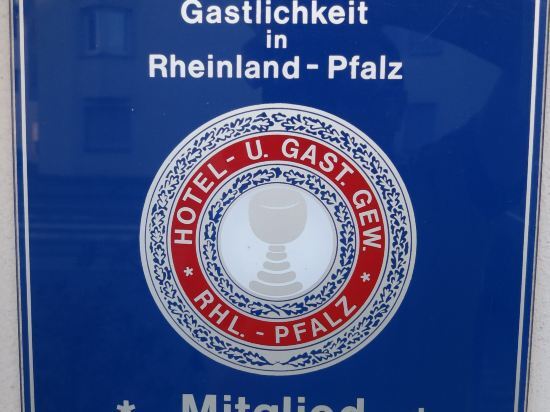 Gastlichkeit
in
Rheinland - Pfalz
HOTEL - U. GAST. GEW.
* RHL. - PFALZ *
* Mitglied *